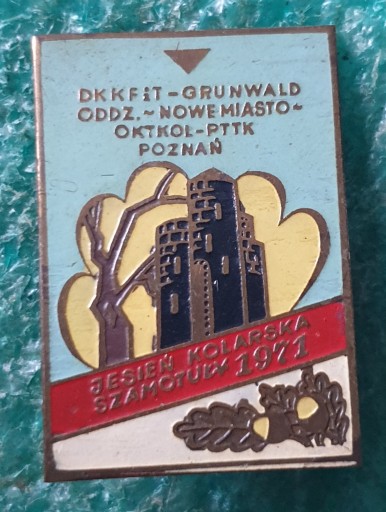 DKKFiT-GRUNWALD
ODDZ.~NOWE MIASTO~
OKTKOL-PTTK
POZNAŃ
JESIEŃ KOLARSKA
SZAMOTUŁY 1971